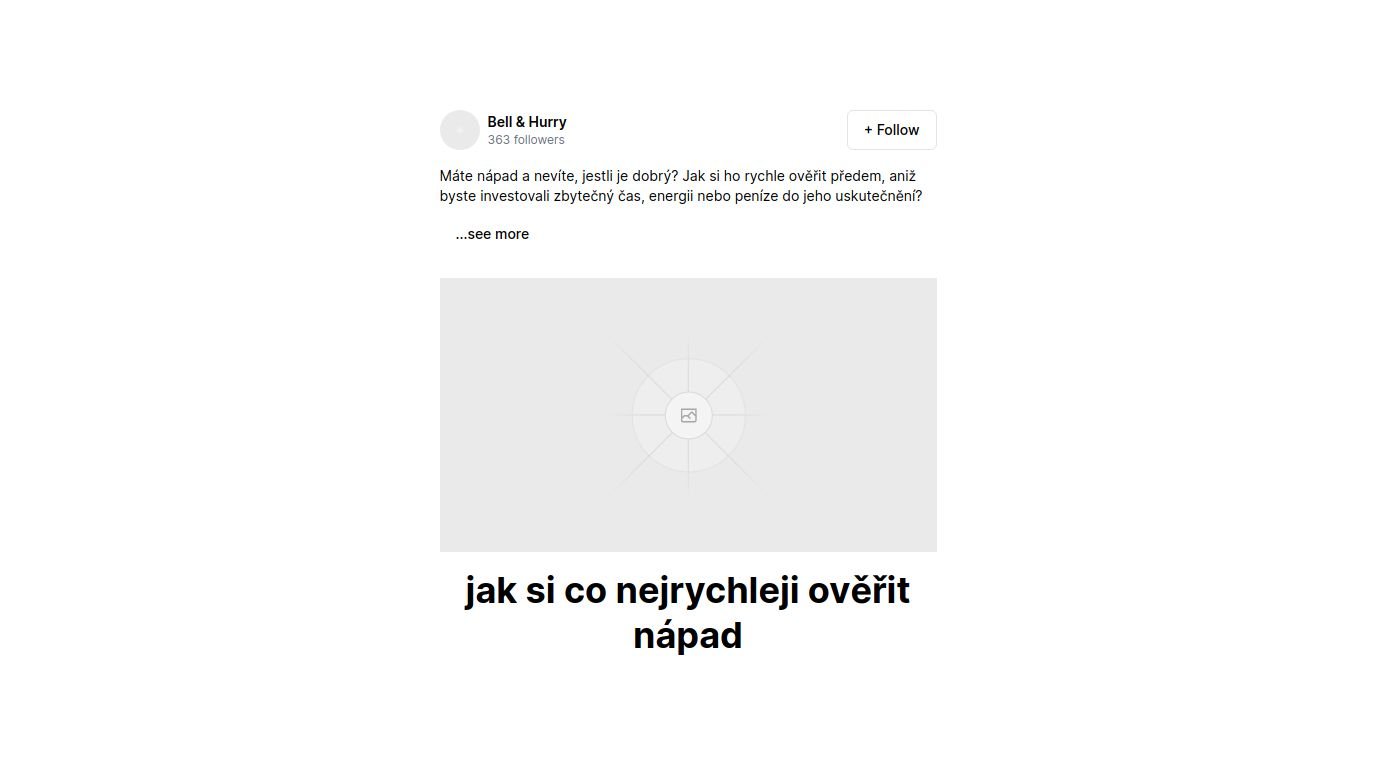 Bell & Hurry
363 followers
+ Follow
Máte nápad a nevíte, jestli je dobrý? Jak si ho rychle ověřit předem, aniž
byste investovali zbytečný čas, energii nebo peníze do jeho uskutečnění?
...see more
jak si co nejrychleji ověřit
nápad